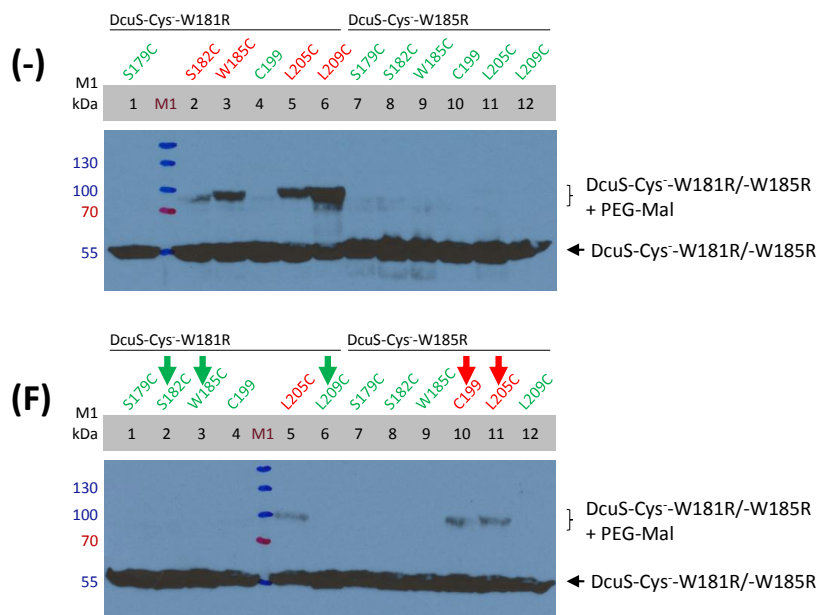 DcuS-Cys⁻-W181R DcuS-Cys⁻-W185R
(-)
S179C S182C W185C C199 L205C L209C S179C S182C W185C C199 L205C L209C
M1
kDa 1 M1 2 3 4 5 6 7 8 9 10 11 12
130
100
70
55
DcuS-Cys⁻-W181R/-W185R
+ PEG-Mal
DcuS-Cys⁻-W181R/-W185R
DcuS-Cys⁻-W181R DcuS-Cys⁻-W185R
(F)
S179C S182C W185C C199 L205C L209C S179C S182C W185C C199 L205C L209C
M1
kDa 1 2 3 4 M1 5 6 7 8 9 10 11 12
130
100
70
55
DcuS-Cys⁻-W181R/-W185R
+ PEG-Mal
DcuS-Cys⁻-W181R/-W185R